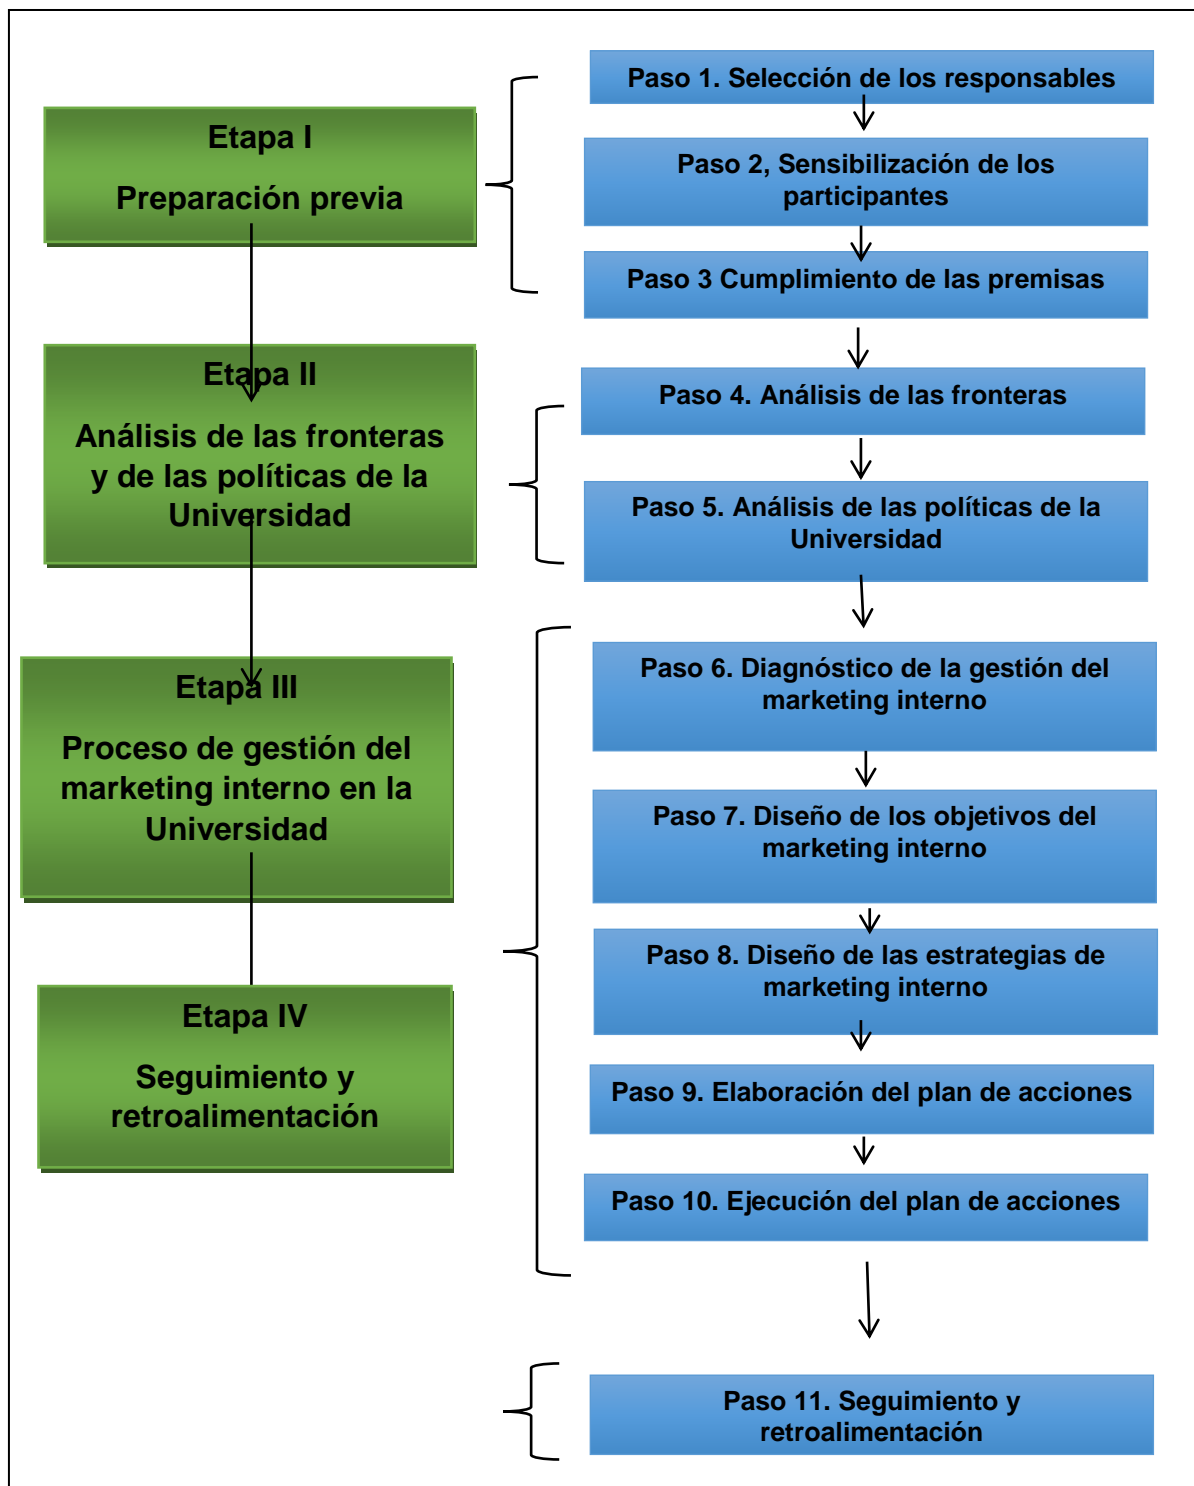 Etapa I
Preparación previa
Paso 1. Selección de los responsables
Paso 2, Sensibilización de los
participantes
Paso 3 Cumplimiento de las premisas
Etapa II
Análisis de las fronteras
y de las políticas de la
Universidad
Paso 4. Análisis de las fronteras
Paso 5. Análisis de las políticas de la
Universidad
Etapa III
Proceso de gestión del
marketing interno en la
Universidad
Paso 6. Diagnóstico de la gestión del
marketing interno
Paso 7. Diseño de los objetivos del
marketing interno
Paso 8. Diseño de las estrategias de
marketing interno
Paso 9. Elaboración del plan de acciones
Paso 10. Ejecución del plan de acciones
Etapa IV
Seguimiento y
retroalimentación
Paso 11. Seguimiento y
retroalimentación